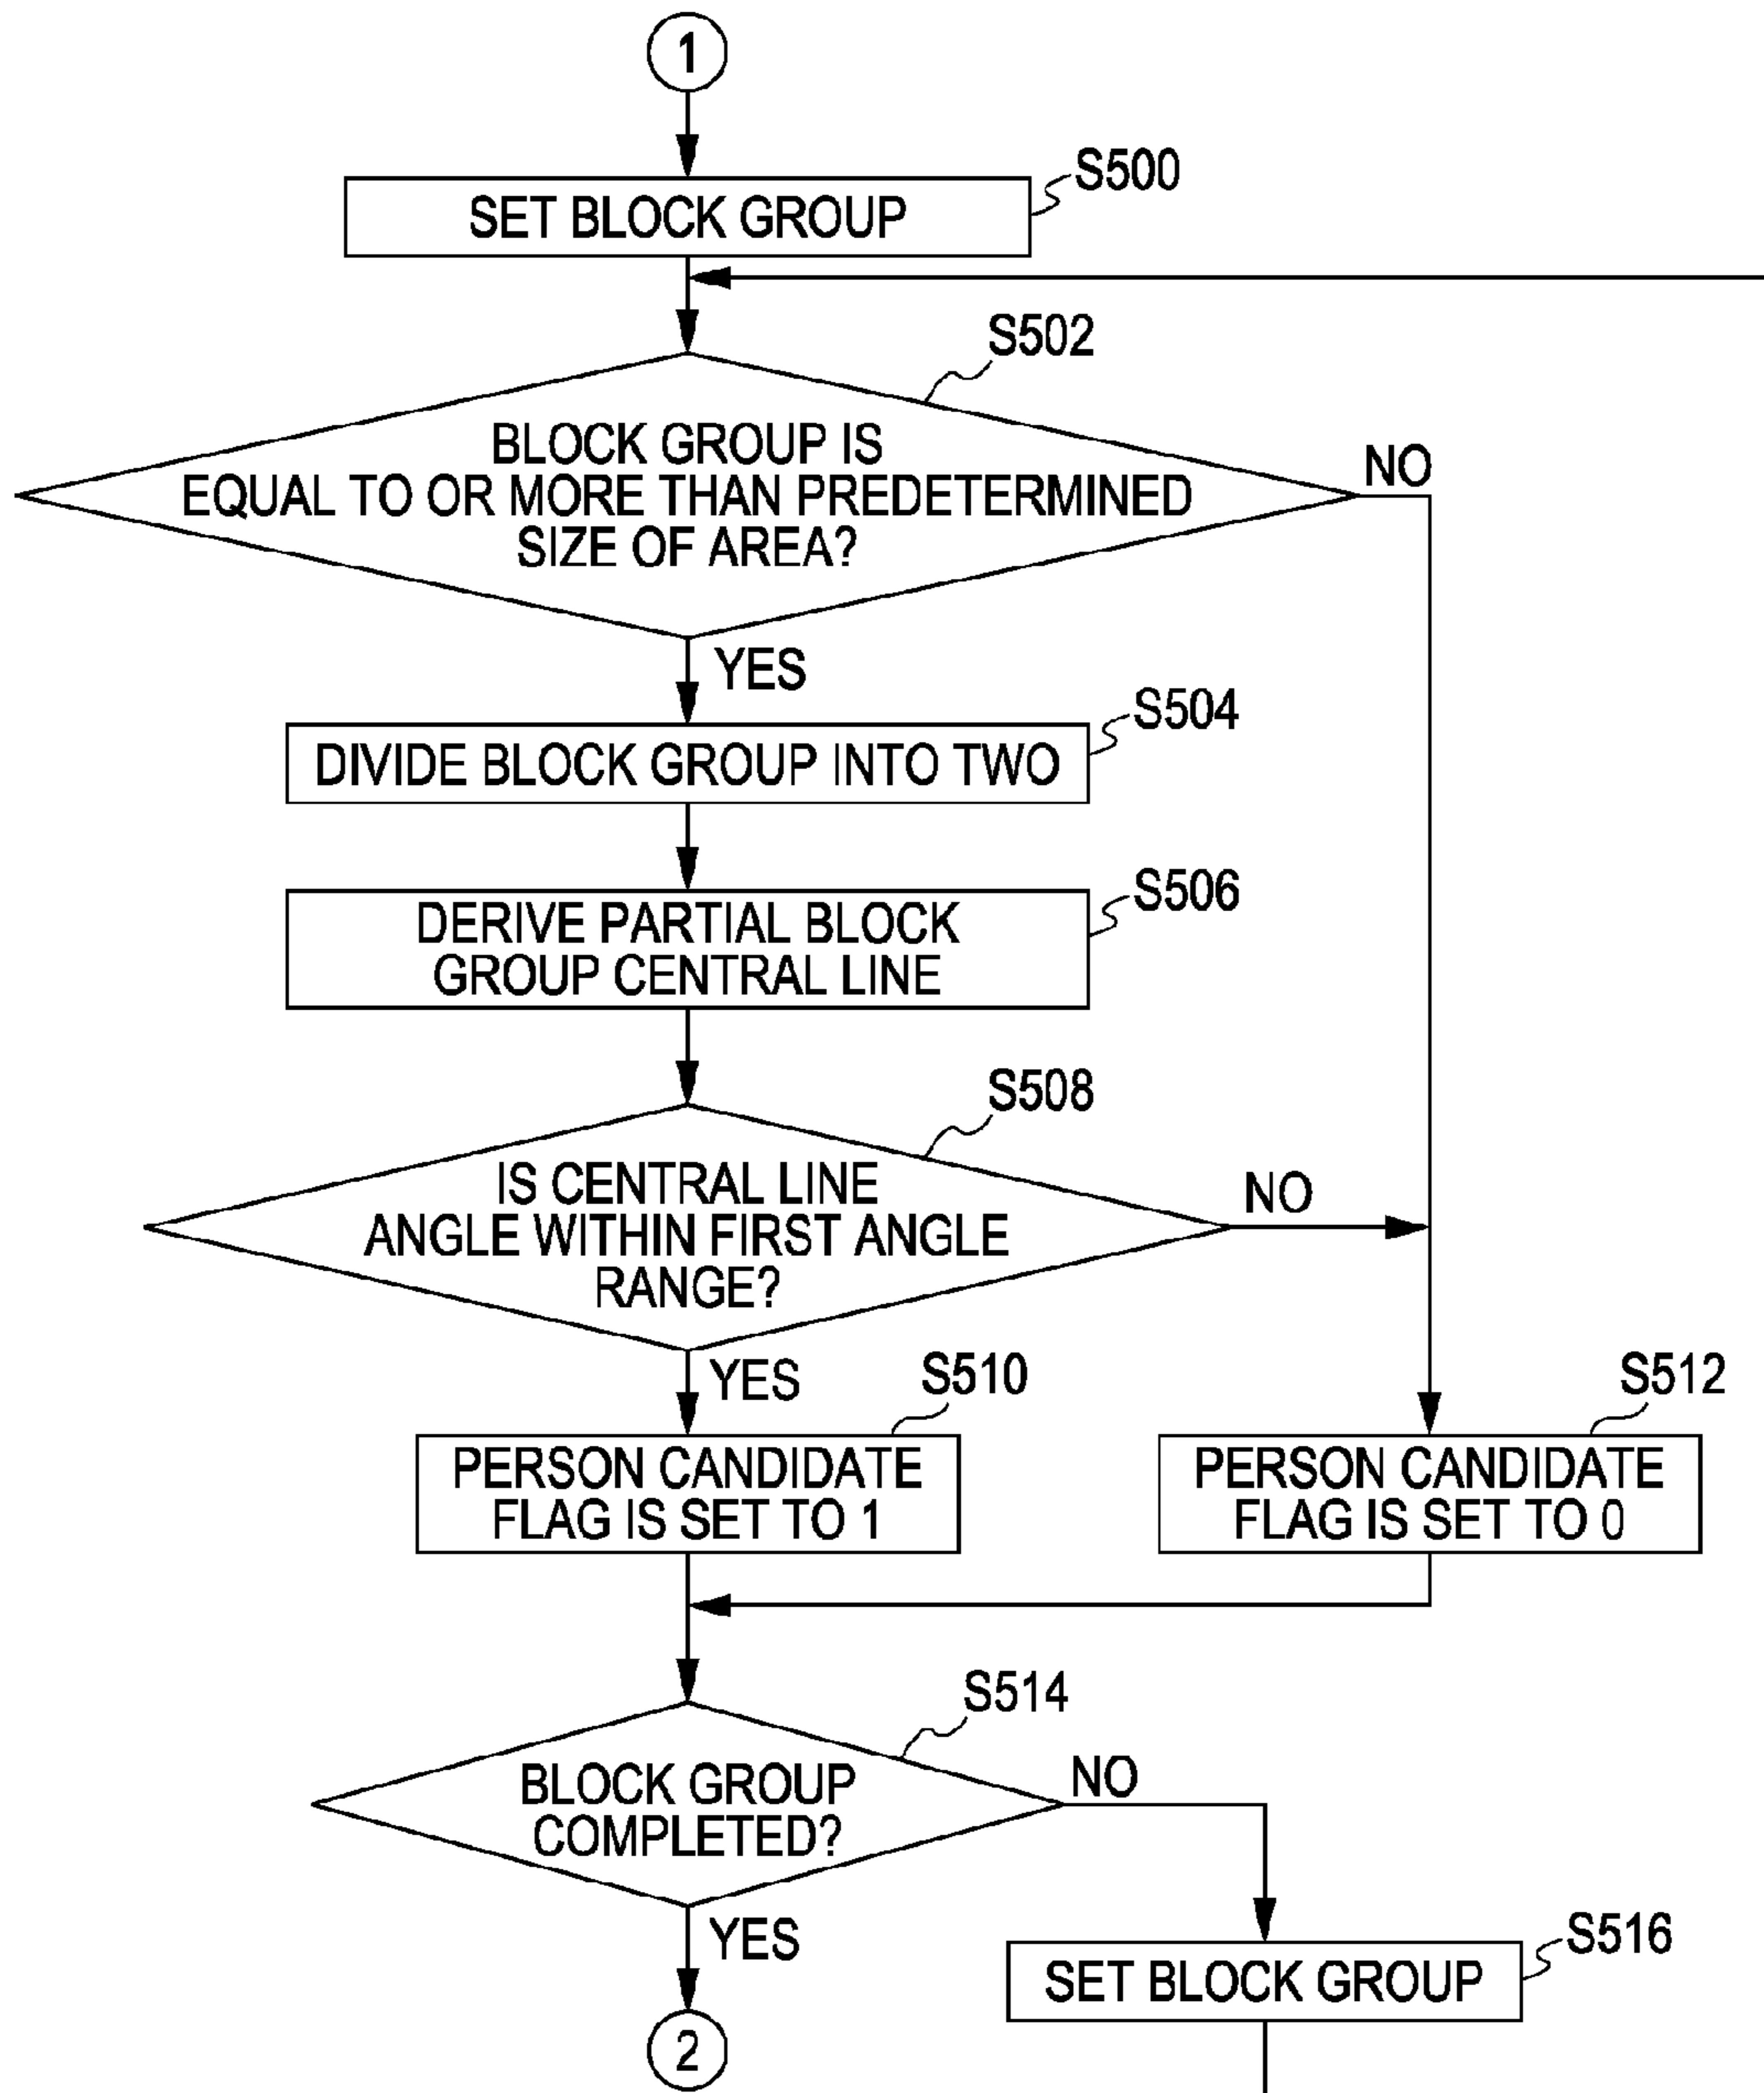 1
S500
SET BLOCK GROUP
S502
BLOCK GROUP IS
EQUAL TO OR MORE THAN PREDETERMINED
SIZE OF AREA?
NO
YES
S504
DIVIDE BLOCK GROUP INTO TWO
S506
DERIVE PARTIAL BLOCK
GROUP CENTRAL LINE
S508
IS CENTRAL LINE
ANGLE WITHIN FIRST ANGLE
RANGE?
NO
YES
S510
PERSON CANDIDATE
FLAG IS SET TO 1
S512
PERSON CANDIDATE
FLAG IS SET TO 0
S514
BLOCK GROUP
COMPLETED?
NO
YES
S516
SET BLOCK GROUP
2